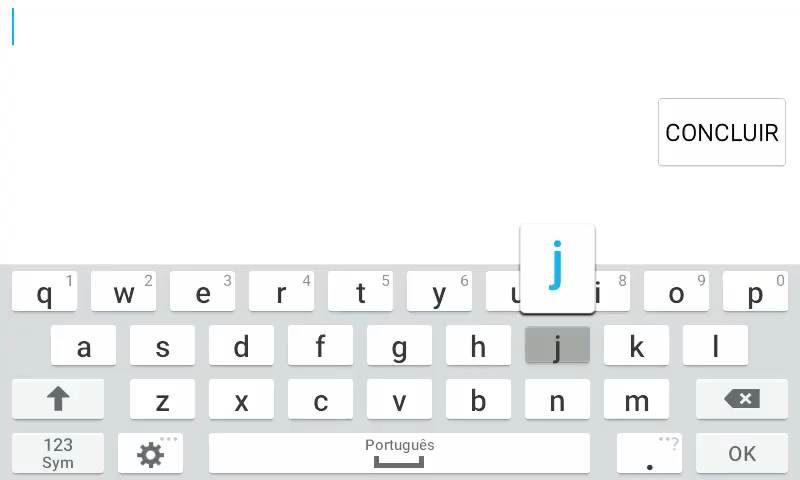 CONCLUIR
j
q 1 w 2 e 3 r 4 t 5 y 6 u i 8 o 9 p 0
a s d f g h j k l
z x c v b n m
123 Português ... ..?
Sym . OK